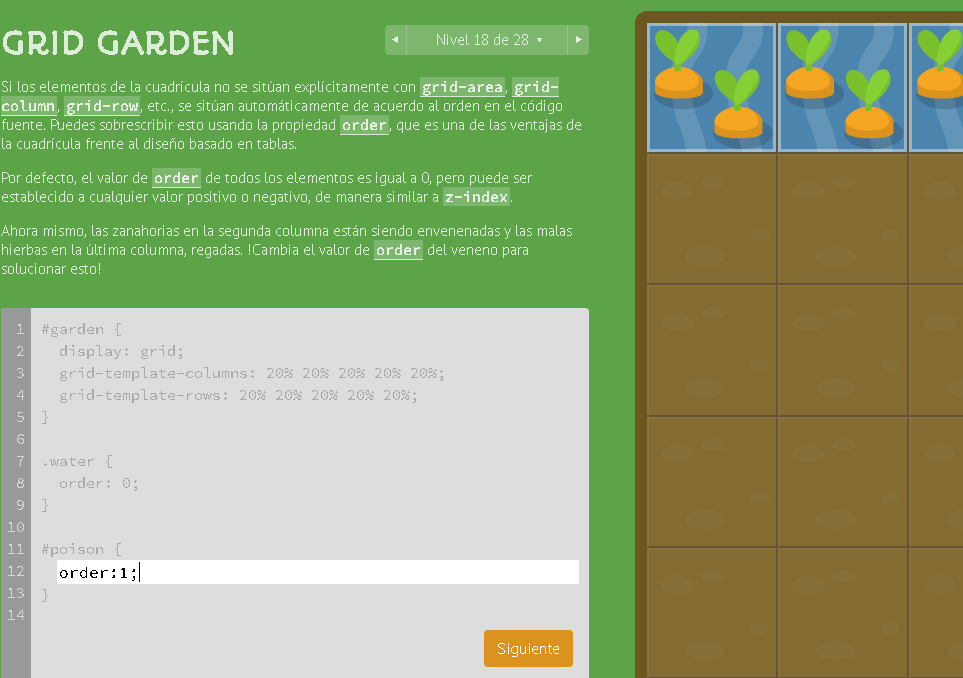 GRID GARDEN
Nivel 18 de 28
Si los elementos de la cuadrícula no se sitúan explícitamente con grid-area, grid-
column, grid-row, etc., se sitúan automáticamente de acuerdo al orden en el código
fuente. Puedes sobrescribir esto usando la propiedad order, que es una de las ventajas de
la cuadrícula frente al diseño basado en tablas.
Por defecto, el valor de order de todos los elementos es igual a 0, pero puede ser
establecido a cualquier valor positivo o negativo, de manera similar a z-index.
Ahora mismo, las zanahorias en la segunda columna están siendo envenenadas y las malas
hierbas en la última columna, regadas. !Cambia el valor de order del veneno para
solucionar esto!
1 #garden {
2 display: grid;
3 grid-template-columns: 20% 20% 20% 20% 20%;
4 grid-template-rows: 20% 20% 20% 20% 20%;
5 }
6
7 .water {
8 order: 0;
9 }
10
11 #poison {
12 order:1;
13 }
14
Siguiente